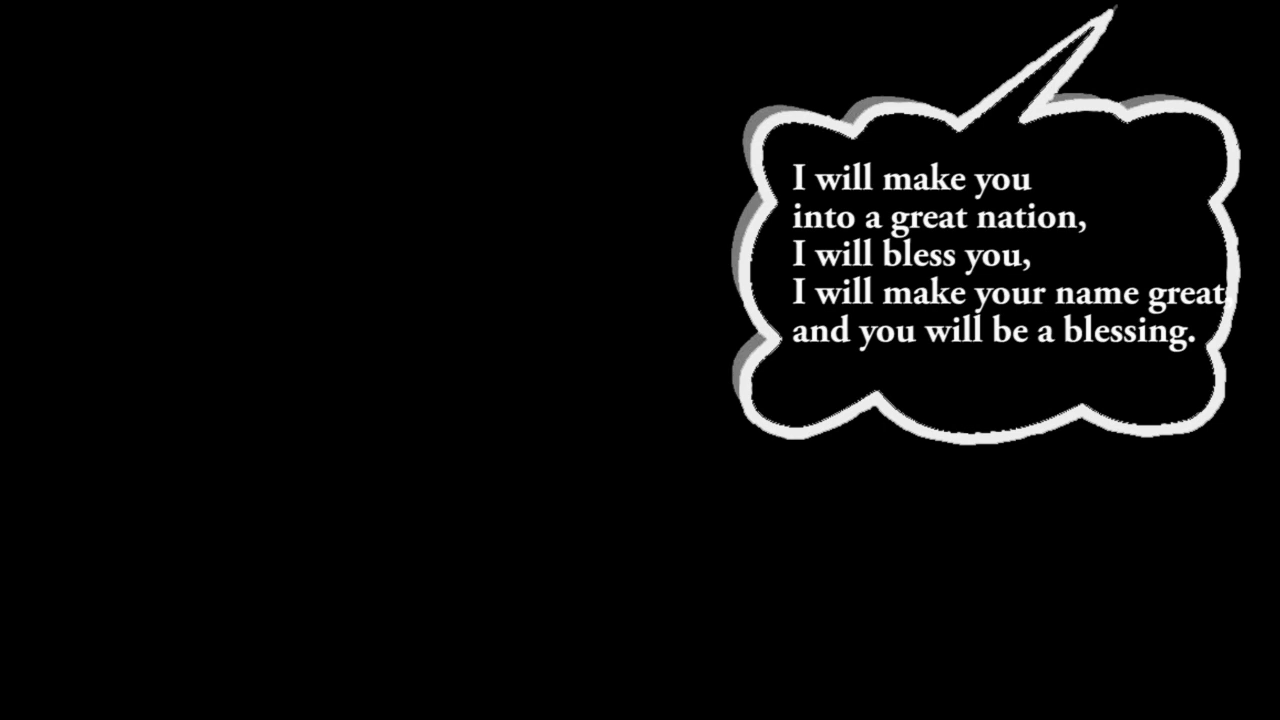 I will make you
into a great nation,
I will bless you,
I will make your name great,
and you will be a blessing.